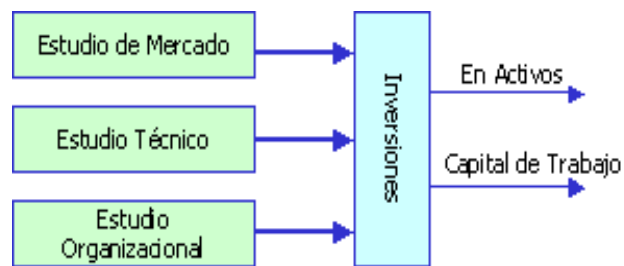 Estudio de Mercado
Estudio Técnico
Estudio
Organizacional
Inversiones
En Activos
Capital de Trabajo